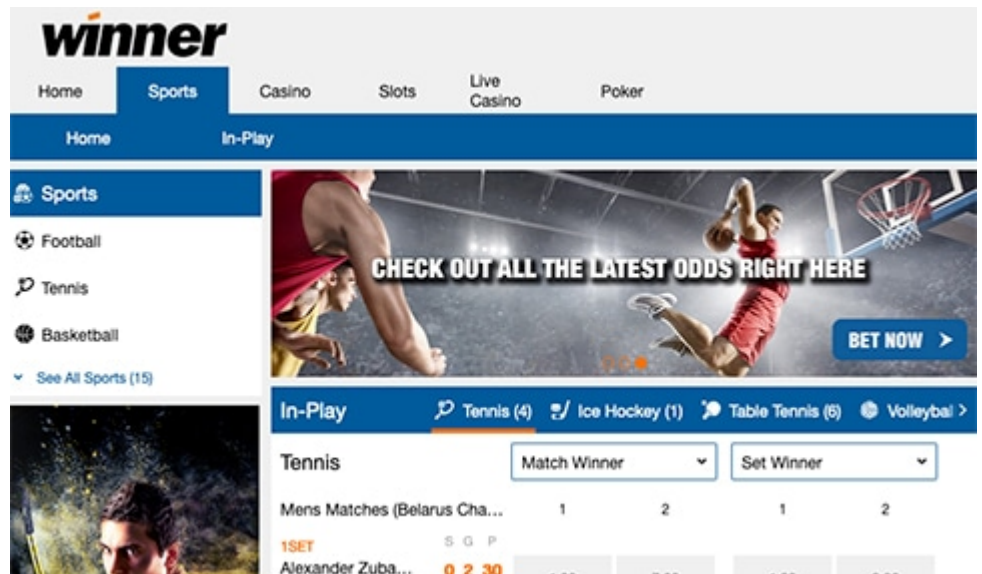 winner
Home Sports Casino Slots Live Casino Poker
Home In-Play
Sports
Football
Tennis
Basketball
See All Sports (15)
CHECK OUT ALL THE LATEST ODDS RIGHT HERE
BET NOW >
In-Play Tennis (4) Ice Hockey (1) Table Tennis (6) Volleybal >
Tennis Match Winner Set Winner
Mens Matches (Belarus Cha... 1 2 1 2
1SET S G P
Alexander Zuba... 0 2 30